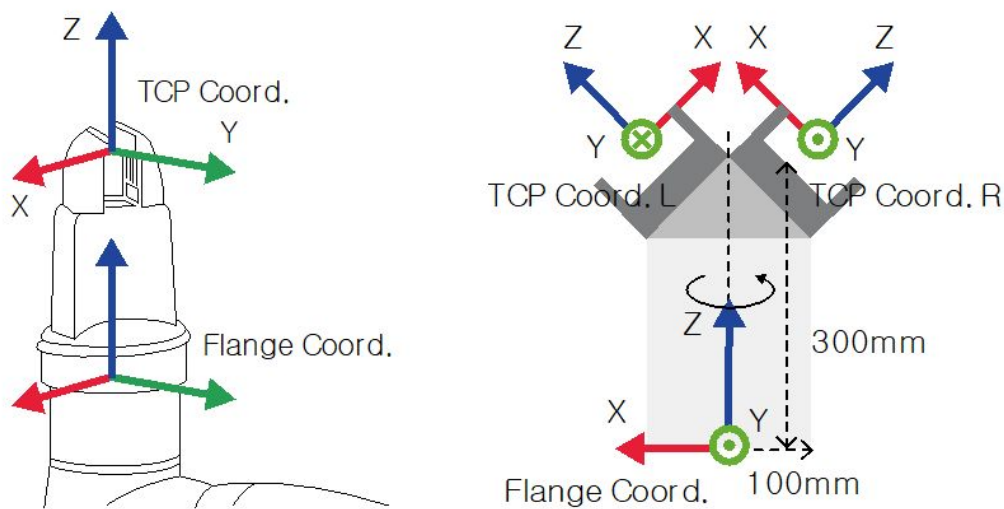 Z
TCP Coord.
Y
X
Flange Coord.
Z
X
X
Z
Y
Y
TCP Coord. L
TCP Coord. R
Z
300mm
X
Y
Flange Coord.
100mm